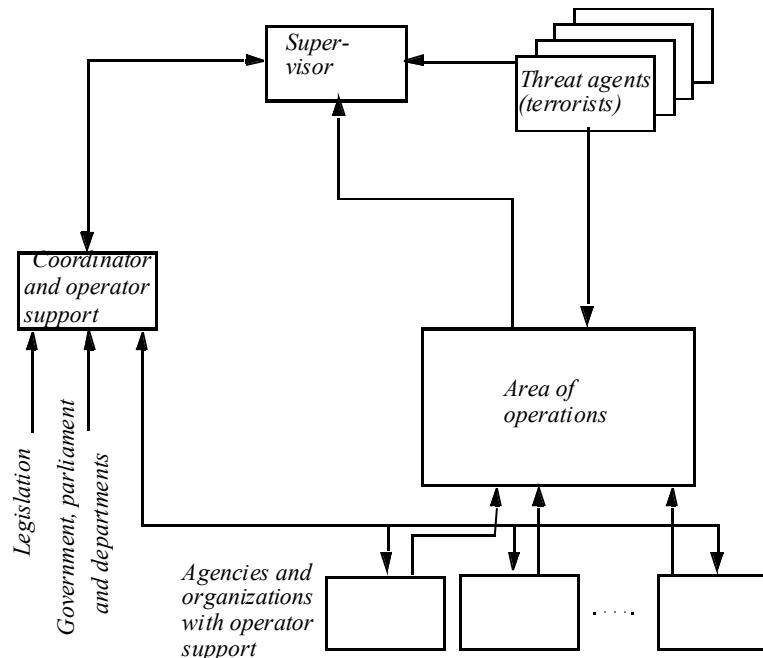 Super-
visor
Threat agents
(terrorists)
Coordinator
and operator
support
Area of
operations
Legislation
Government, parliament
and departments
Agencies and
organizations
with operator
support